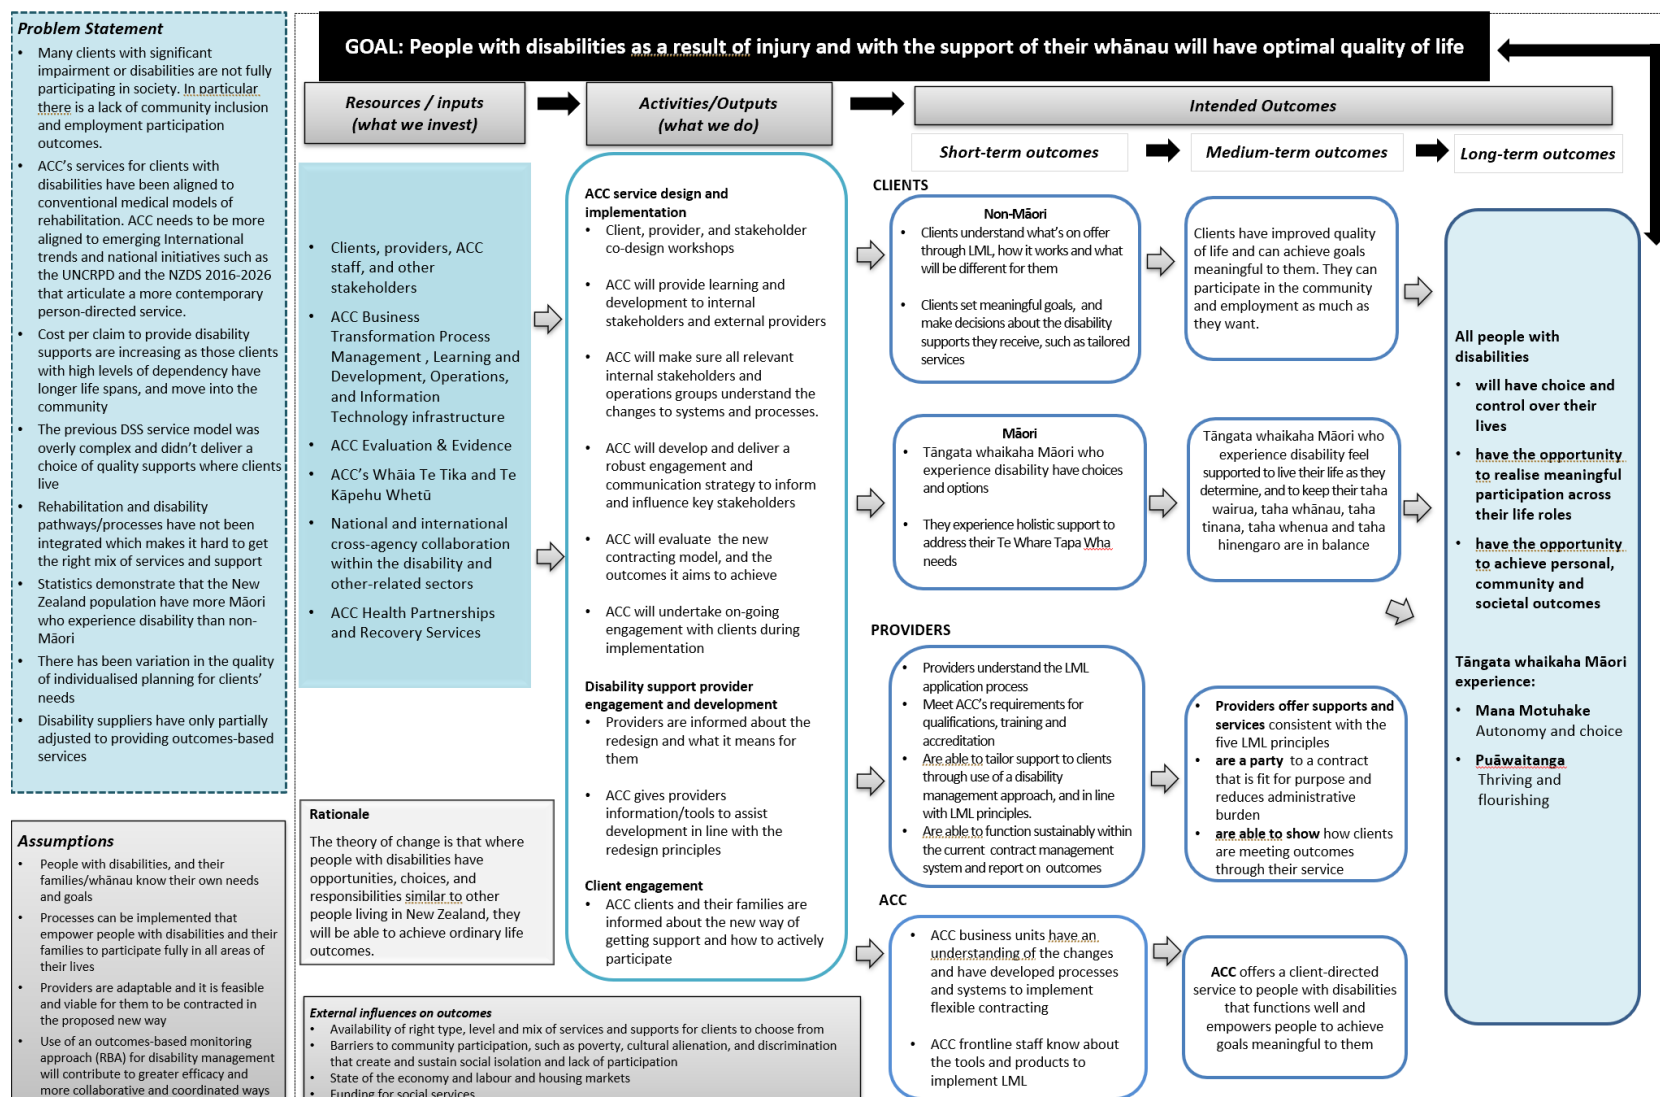 Problem Statement
• Many clients with significant
impairment or disabilities are not fully
participating in society. In particular
there is a lack of community inclusion
and employment participation
outcomes.
• ACC's services for clients with
disabilities have been aligned to
conventional medical models of
rehabilitation. ACC needs to be more
aligned to emerging International
trends and national initiatives such as
the UNCRPD and the NZDS 2016-2026
that articulate a more contemporary
person-directed service.
• Cost per claim to provide disability
supports are increasing as those clients
with high levels of dependency have
longer life spans, and move into the
community
• The previous DSS service model was
overly complex and didn't deliver a
choice of quality supports where clients
live
• Rehabilitation and disability
pathways/processes have not been
integrated which makes it hard to get
the right mix of services and support
• Statistics demonstrate that the New
Zealand population have more Māori
who experience disability than non-
Māori
• There has been variation in the quality
of individualised planning for clients'
needs
• Disability suppliers have only partially
adjusted to providing outcomes-based
services
Assumptions
• People with disabilities, and their
families/whānau know their own needs
and goals
• Processes can be implemented that
empower people with disabilities and their
families to participate fully in all areas of
their lives
• Providers are adaptable and it is feasible
and viable for them to be contracted in
the proposed new way
• Use of an outcomes-based monitoring
approach (RBA) for disability management
will contribute to greater efficacy and
more collaborative and coordinated ways
GOAL: People with disabilities as a result of injury and with the support of their whānau will have optimal quality of life
Resources / inputs
(what we invest)
• Clients, providers, ACC
staff, and other
stakeholders
• ACC Business
Transformation Process
Management , Learning and
Development, Operations,
and Information
Technology infrastructure
• ACC Evaluation & Evidence
• ACC's Whāia Te Tika and Te
Kāpehu Whetū
• National and international
cross-agency collaboration
within the disability and
other-related sectors
• ACC Health Partnerships
and Recovery Services
Rationale
The theory of change is that where
people with disabilities have
opportunities, choices, and
responsibilities similar to other
people living in New Zealand, they
will be able to achieve ordinary life
outcomes.
Activities/Outputs
(what we do)
ACC service design and
implementation
• Client, provider, and stakeholder
co-design workshops
• ACC will provide learning and
development to internal
stakeholders and external providers
• ACC will make sure all relevant
internal stakeholders and
operations groups understand the
changes to systems and processes.
• ACC will develop and deliver a
robust engagement and
communication strategy to inform
and influence key stakeholders
• ACC will evaluate the new
contracting model, and the
outcomes it aims to achieve
• ACC will undertake on-going
engagement with clients during
implementation
Disability support provider
engagement and development
• Providers are informed about the
redesign and what it means for
them
• ACC gives providers
information/tools to assist
development in line with the
redesign principles
Client engagement
• ACC clients and their families are
informed about the new way of
getting support and how to actively
participate
External influences on outcomes
• Availability of right type, level and mix of services and supports for clients to choose from
• Barriers to community participation, such as poverty, cultural alienation, and discrimination
that create and sustain social isolation and lack of participation
• State of the economy and labour and housing markets
• Funding for social services
Intended Outcomes
Short-term outcomes
Medium-term outcomes
Long-term outcomes
CLIENTS
Non-Māori
• Clients understand what's on offer
through LML, how it works and what
will be different for them
• Clients set meaningful goals, and
make decisions about the disability
supports they receive, such as tailored
services
Clients have improved quality
of life and can achieve goals
meaningful to them. They can
participate in the community
and employment as much as
they want.
Māori
• Tāngata whaikaha Māori who
experience disability have choices
and options
• They experience holistic support to
address their Te Whare Tapa Wha
needs
Tāngata whaikaha Māori who
experience disability feel
supported to live their life as they
determine, and to keep their taha
wairua, taha whānau, taha
tinana, taha whenua and taha
hinengaro are in balance
PROVIDERS
• Providers understand the LML
application process
• Meet ACC's requirements for
qualifications, training and
accreditation
• Are able to tailor support to clients
through use of a disability
management approach, and in line
with LML principles.
• Are able to function sustainably within
the current contract management
system and report on outcomes
• Providers offer supports and
services consistent with the
five LML principles
• are a party to a contract
that is fit for purpose and
reduces administrative
burden
• are able to show how clients
are meeting outcomes
through their service
ACC
• ACC business units have an
understanding of the changes
and have developed processes
and systems to implement
flexible contracting
• ACC frontline staff know about
the tools and products to
implement LML
ACC offers a client-directed
service to people with disabilities
that functions well and
empowers people to achieve
goals meaningful to them
All people with
disabilities
• will have choice and
control over their
lives
• have the opportunity
to realise meaningful
participation across
their life roles
• have the opportunity
to achieve personal,
community and
societal outcomes
Tāngata whaikaha Māori
experience:
• Mana Motuhake
Autonomy and choice
• Puāwaitanga
Thriving and
flourishing